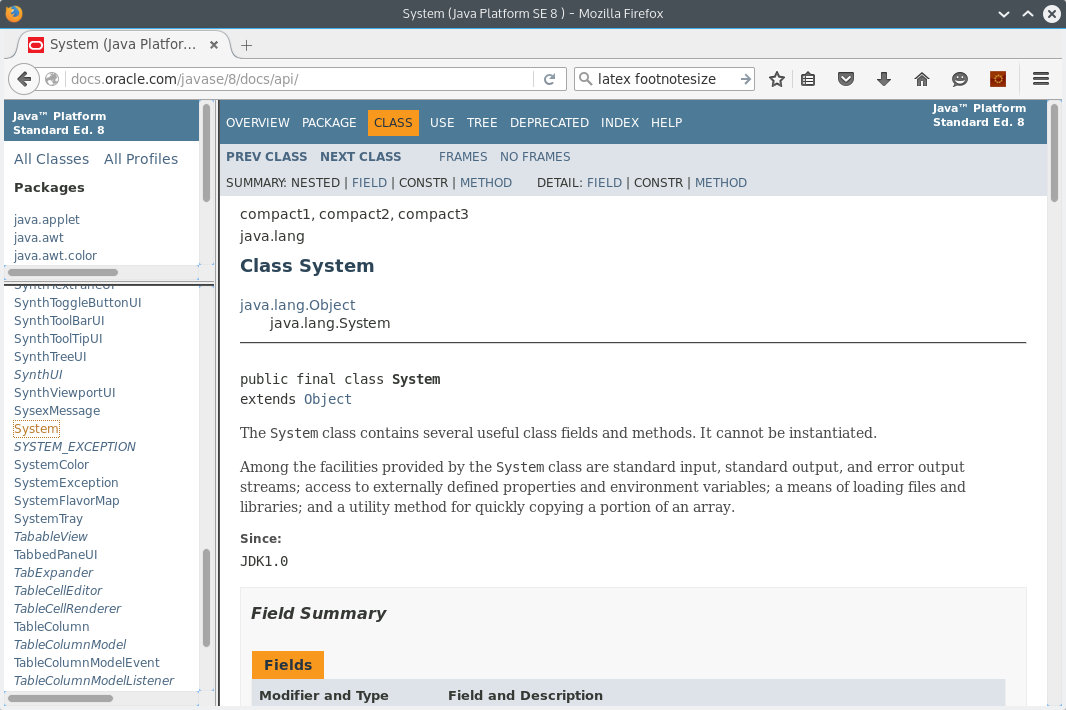 System (Java Platform SE 8 ) - Mozilla Firefox
System (Java Platfor...
docs.oracle.com/javase/8/docs/api/
latex footnotesize
Java™ Platform
Standard Ed. 8
All Classes All Profiles
Packages
java.applet
java.awt
java.awt.color
SynthToggleButtonUI
SynthToolBarUI
SynthToolTipUI
SynthTreeUI
SynthUI
SynthViewportUI
SysexMessage
System
SYSTEM_EXCEPTION
SystemColor
SystemException
SystemFlavorMap
SystemTray
TabableView
TabbedPaneUI
TabExpander
TableCellEditor
TableCellRenderer
TableColumn
TableColumnModel
TableColumnModelEvent
TableColumnModelListener
OVERVIEW PACKAGE CLASS USE TREE DEPRECATED INDEX HELP
Java™ Platform
Standard Ed. 8
PREV CLASS NEXT CLASS FRAMES NO FRAMES
SUMMARY: NESTED | FIELD | CONSTR | METHOD DETAIL: FIELD | CONSTR | METHOD
compact1, compact2, compact3
java.lang
Class System
java.lang.Object
java.lang.System
public final class System
extends Object
The System class contains several useful class fields and methods. It cannot be instantiated.
Among the facilities provided by the System class are standard input, standard output, and error output
streams; access to externally defined properties and environment variables; a means of loading files and
libraries; and a utility method for quickly copying a portion of an array.
Since:
JDK1.0
Field Summary
Fields
Modifier and Type Field and Description